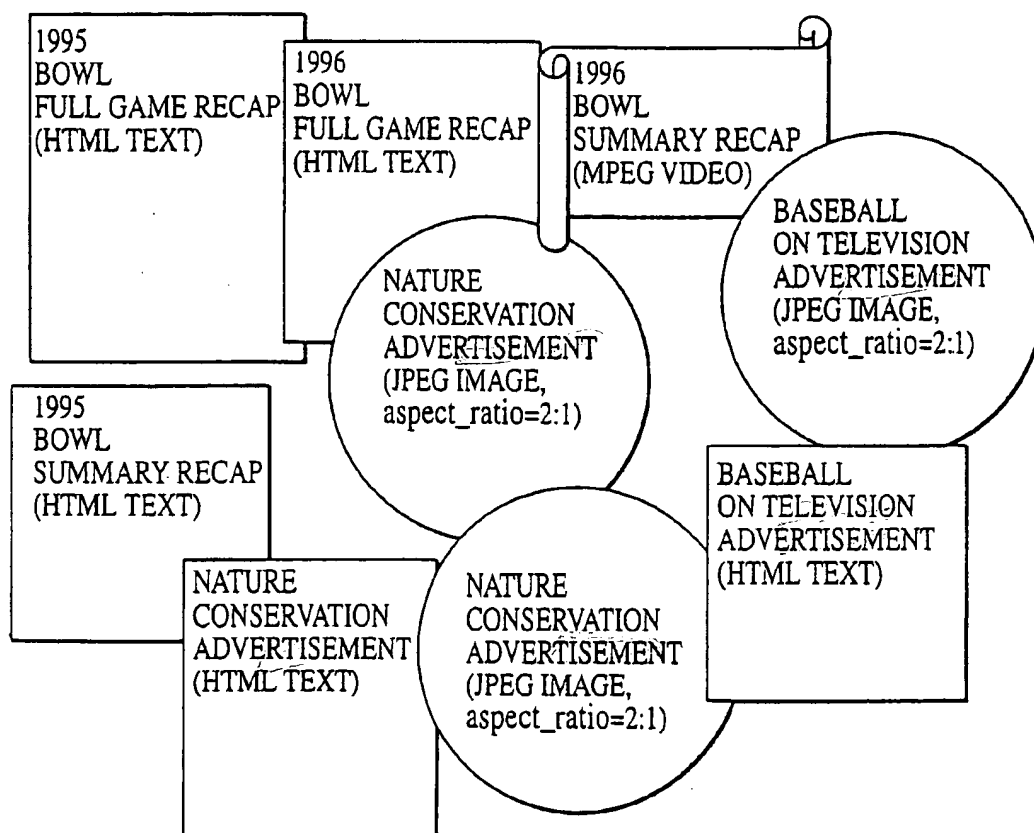 1995
BOWL
FULL GAME RECAP
(HTML TEXT)
1996
BOWL
FULL GAME RECAP
(HTML TEXT)
1996
BOWL
SUMMARY RECAP
(MPEG VIDEO)
BASEBALL
ON TELEVISION
ADVERTISEMENT
(JPEG IMAGE,
aspect_ratio=2:1)
NATURE
CONSERVATION
ADVERTISEMENT
(JPEG IMAGE,
aspect_ratio=2:1)
1995
BOWL
SUMMARY RECAP
(HTML TEXT)
BASEBALL
ON TELEVISION
ADVERTISEMENT
(HTML TEXT)
NATURE
CONSERVATION
ADVERTISEMENT
(HTML TEXT)
NATURE
CONSERVATION
ADVERTISEMENT
(JPEG IMAGE,
aspect_ratio=2:1)